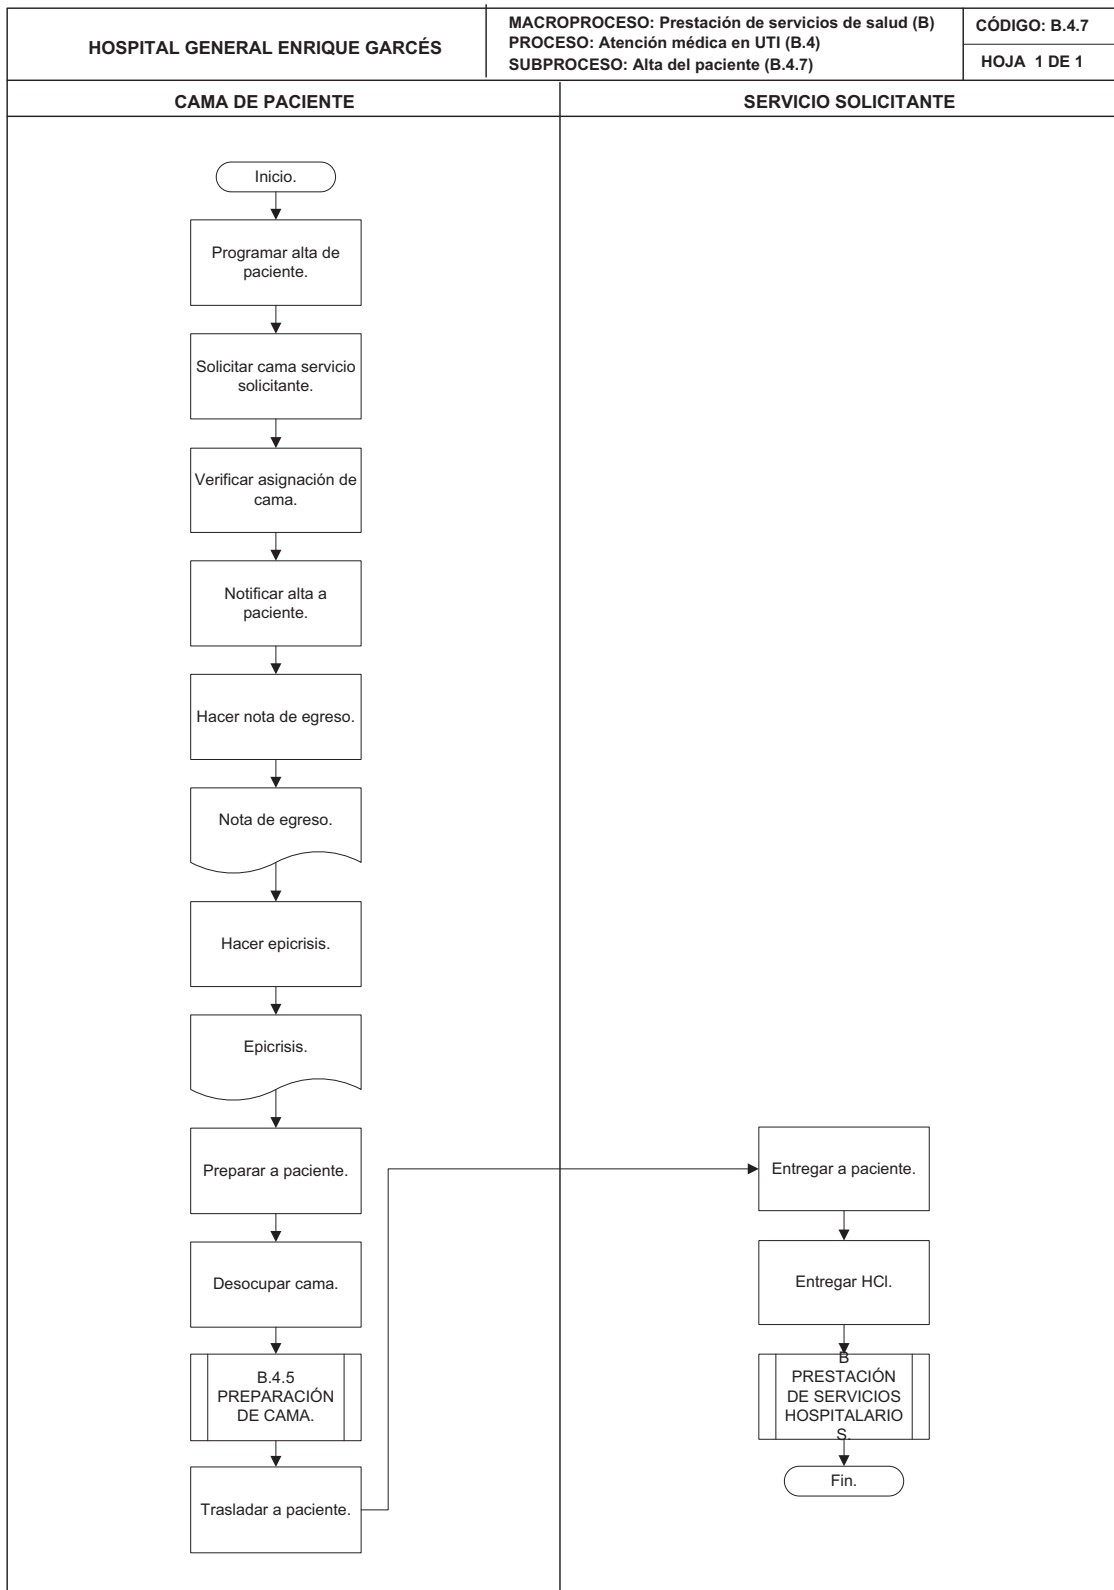 HOSPITAL GENERAL ENRIQUE GARCÉS
MACROPROCESO: Prestación de servicios de salud (B)
PROCESO: Atención médica en UTI (B.4)
SUBPROCESO: Alta del paciente (B.4.7)
CÓDIGO: B.4.7
HOJA 1 DE 1
CAMA DE PACIENTE
SERVICIO SOLICITANTE
Inicio.
Programar alta de
paciente.
Solicitar cama servicio
solicitante.
Verificar asignación de
cama.
Notificar alta a
paciente.
Hacer nota de egreso.
Nota de egreso.
Hacer epicrisis.
Epicrisis.
Preparar a paciente.
Desocupar cama.
B.4.5
PREPARACIÓN
DE CAMA.
Trasladar a paciente.
Entregar a paciente.
Entregar HCl.
B
PRESTACIÓN
DE SERVICIOS
HOSPITALARIO
S.
Fin.